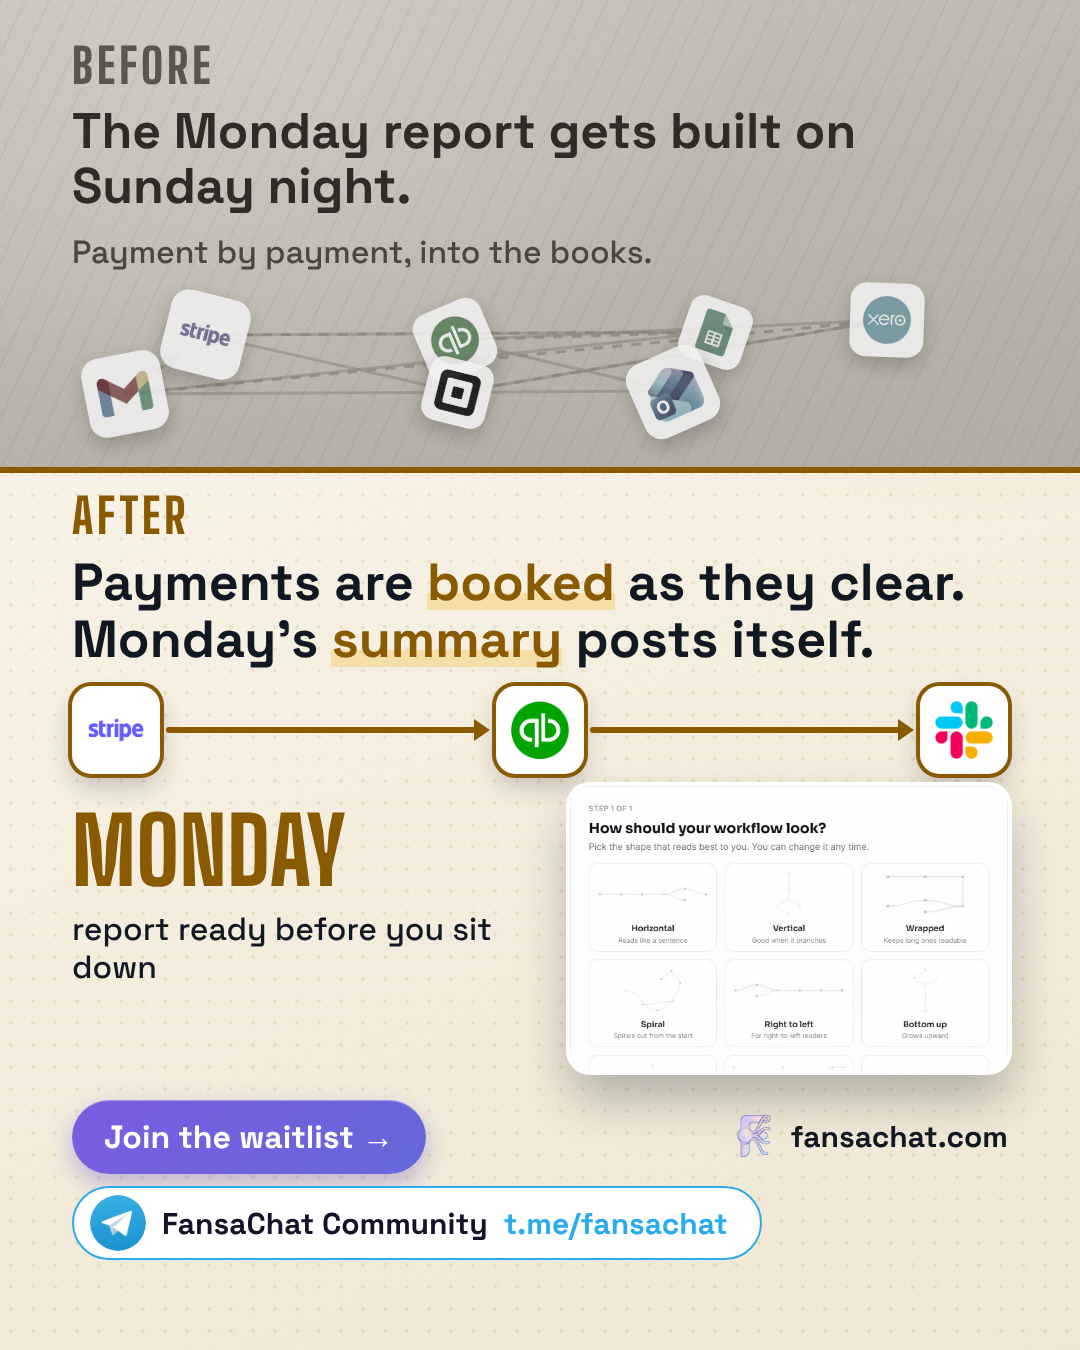 BEFORE
The Monday report gets built on
Sunday night.
Payment by payment, into the books.
stripe
xero
AFTER
Payments are booked as they clear.
Monday's summary posts itself.
stripe
qb
MONDAY
report ready before you sit
down
STEP 1 OF 1
How should your workflow look?
Pick the shape that reads best to you. You can change it any time.
Horizontal
Reads like a sentence
Vertical
Good when it branches
Wrapped
Keeps long ones readable
Spiral
Spirals out from the start
Right to left
For right-to-left readers
Bottom up
Grows upward
Join the waitlist →
fansachat.com
FansaChat Community t.me/fansachat